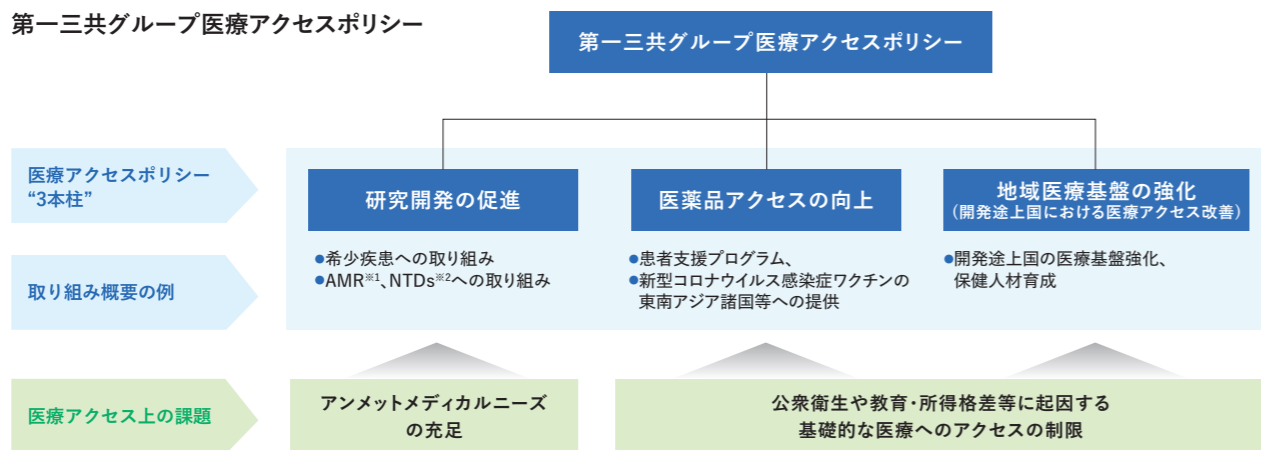 第一三共グループ医療アクセスポリシー
第一三共グループ医療アクセスポリシー
医療アクセスポリシー
“3本柱”
研究開発の促進
医薬品アクセスの向上
地域医療基盤の強化
(開発途上国における医療アクセス改善)
取り組み概要の例
●希少疾患への取り組み
●AMR※1、NTDs※2への取り組み
●患者支援プログラム、
●新型コロナウイルス感染症ワクチンの
東南アジア諸国等への提供
●開発途上国の医療基盤強化、
保健人材育成
医療アクセス上の課題
アンメットメディカルニーズ
の充足
公衆衛生や教育・所得格差等に起因する
基礎的な医療へのアクセスの制限